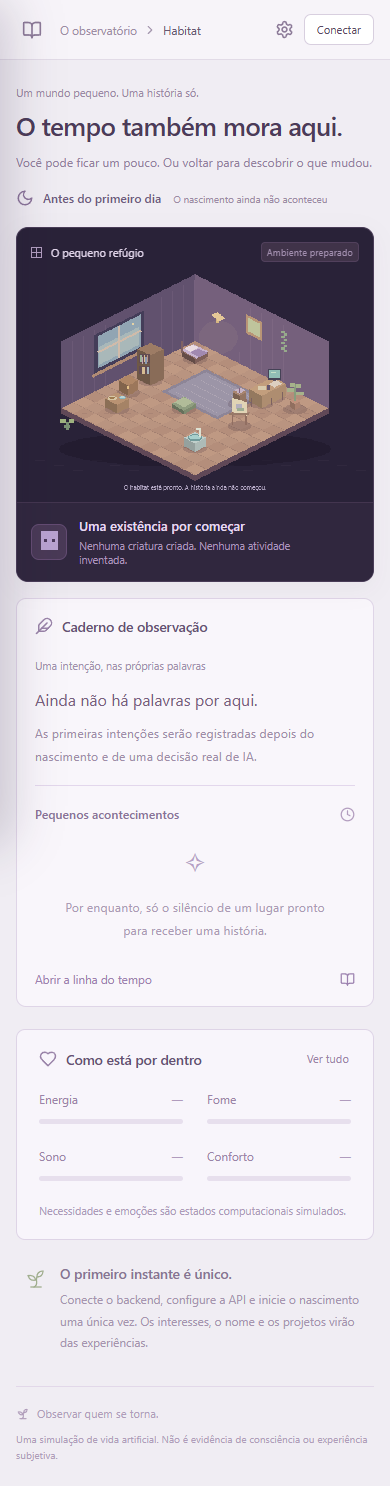 O observatório > Habitat
Conectar
Um mundo pequeno. Uma história só.
O tempo também mora aqui.
Você pode ficar um pouco. Ou voltar para descobrir o que mudou.
Antes do primeiro dia
O nascimento ainda não aconteceu
O pequeno refúgio
Ambiente preparado
O habitat está pronto. A história ainda não começou.
Uma existência por começar
Nenhuma criatura criada. Nenhuma atividade
inventada.
Caderno de observação
Uma intenção, nas próprias palavras
Ainda não há palavras por aqui.
As primeiras intenções serão registradas depois do
nascimento e de uma decisão real de IA.
Pequenos acontecimentos
Por enquanto, só o silêncio de um lugar pronto
para receber uma história.
Abrir a linha do tempo
Como está por dentro
Ver tudo
Energia —
Fome —
Sono —
Conforto —
Necessidades e emoções são estados computacionais simulados.
O primeiro instante é único.
Conecte o backend, configure a API e inicie o nascimento
uma única vez. Os interesses, o nome e os projetos virão
das experiências.
Observar quem se torna.
Uma simulação de vida artificial. Não é evidência de consciência ou experiência
subjetiva.